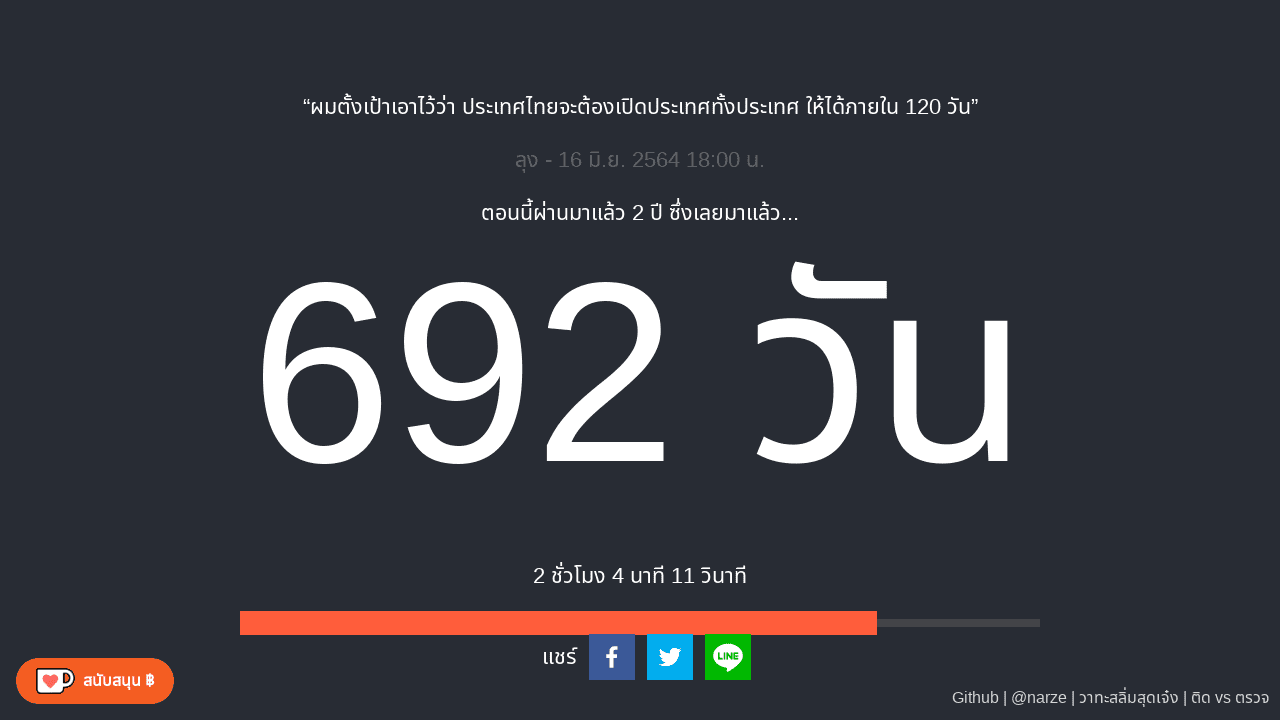 “ผมตั้งเป้าเอาไว้ว่า ประเทศไทยจะต้องเปิดประเทศทั้งประเทศ ให้ได้ภายใน 120 วัน”
ลุง - 16 มิ.ย. 2564 18:00 น.
ตอนนี้ผ่านมาแล้ว 2 ปี ซึ่งเลยมาแล้ว...
692 วัน
2 ชั่วโมง 4 นาที 11 วินาที
แชร์
LINE
สนับสนุน ฿
Github | @narze | วาทะสลิ่มสุดเจ๋ง | ติด vs ตรวจ